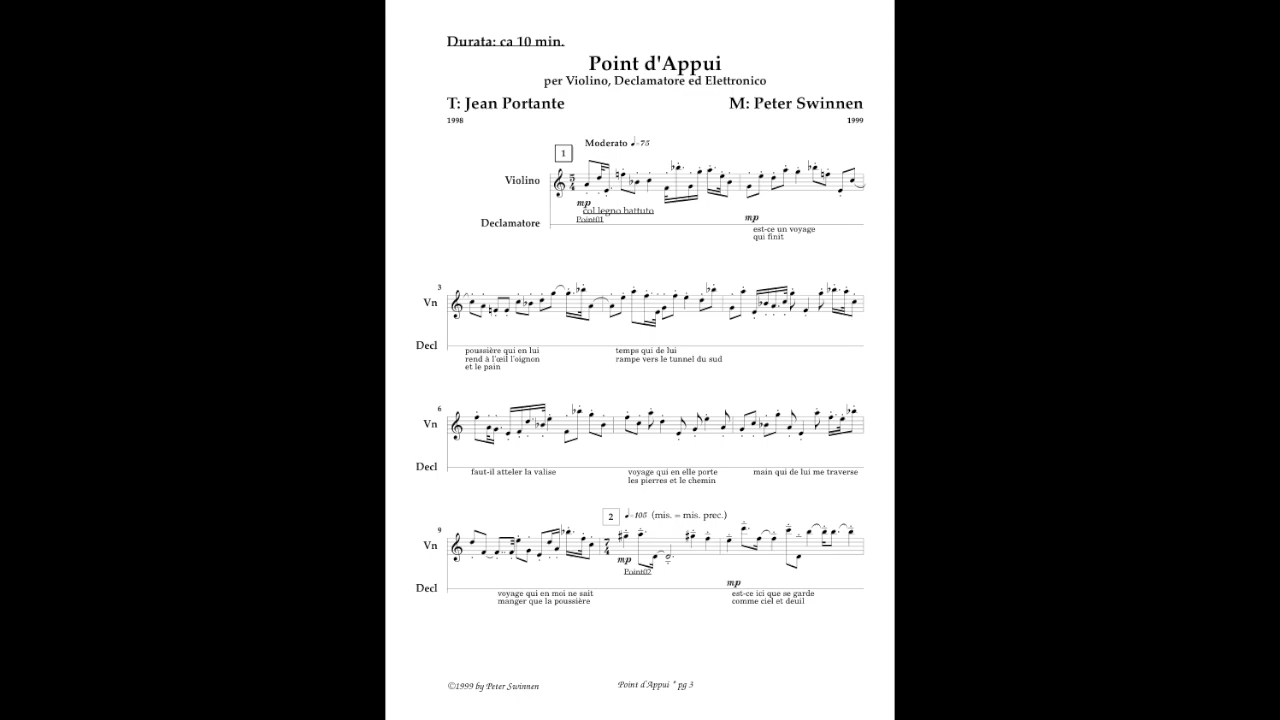 Durata: ca 10 min.
Point d'Appui
per Violino, Declamatore ed Elettronico
T: Jean Portante
M: Peter Swinnen
1998
1999
Moderato ♩=75
1
Violino
5
4
mp
col legno battuto
Point01
Declamatore
mp
est-ce un voyage
qui finit
3
Vn
Decl
poussière qui en lui
rend à l'œil l'oignon
et le pain
temps qui de lui
rampe vers le tunnel du sud
6
Vn
Decl
faut-il atteler la valise
voyage qui en elle porte
les pierres et le chemin
main qui de lui me traverse
9
2
♩=105 (mis. = mis. prec.)
Vn
7
4
mp
Point02
Decl
mp
voyage qui en moi ne sait
manger que la poussière
est-ce ici que se garde
comme ciel et deuil
©1999 by Peter Swinnen
Point d'Appui * pg 3